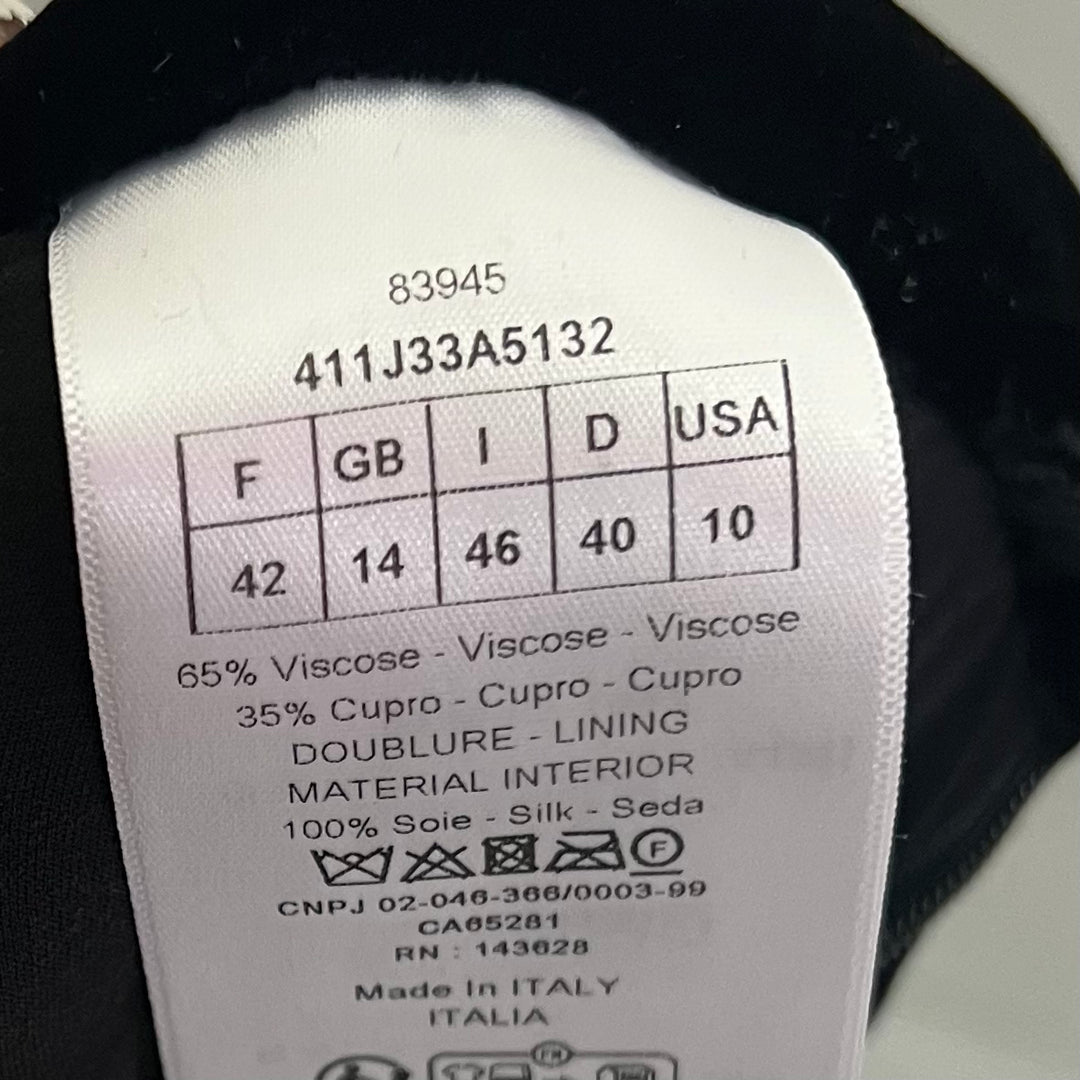 83945
411J33A5132
F GB I D USA
42 14 46 40 10
65% Viscose - Viscose - Viscose
35% Cupro - Cupro - Cupro
DOUBLURE - LINING
MATERIAL INTERIOR
100% Soie - Silk - Seda
F
CNPJ 02-046-366/0003-99
CA65281
RN : 143628
Made In ITALY
ITALIA
FR